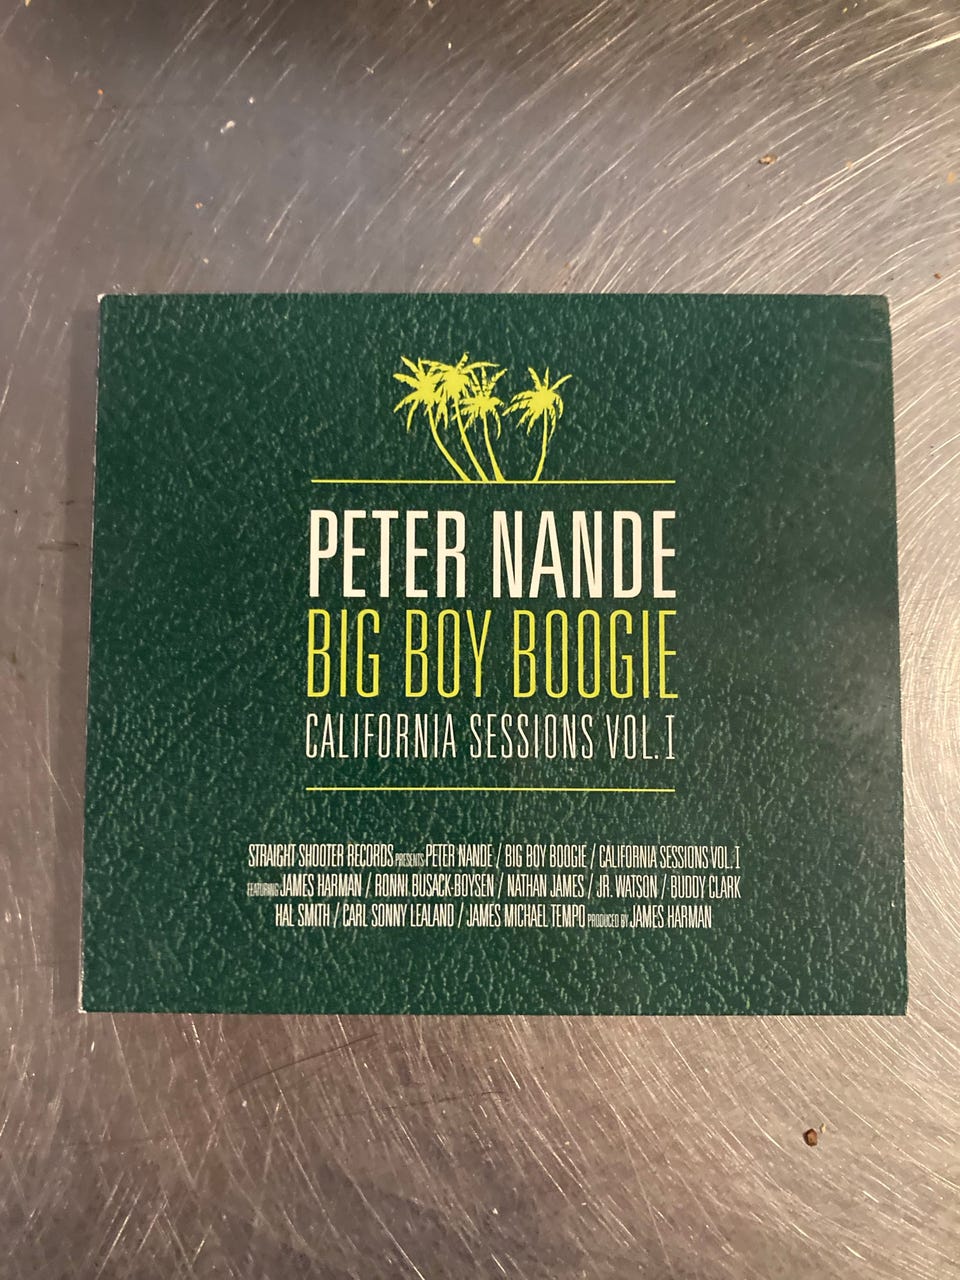 PETER NANDE
BIG BOY BOOGIE
CALIFORNIA SESSIONS VOL. I
STRAIGHT SHOOTER RECORDS PRESENTS PETER NANDE / BIG BOY BOOGIE / CALIFORNIA SESSIONS VOL. I
FEATURING JAMES HARMAN / RONNI BUSACK-BOYSEN / NATHAN JAMES / JR. WATSON / BUDDY CLARK
HAL SMITH / CARL SONNY LEALAND / JAMES MICHAEL TEMPO PRODUCED BY JAMES HARMAN